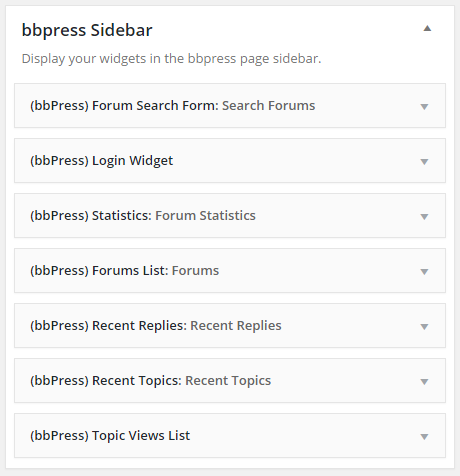 bbpress Sidebar
Display your widgets in the bbpress page sidebar.
(bbPress) Forum Search Form: Search Forums
(bbPress) Login Widget
(bbPress) Statistics: Forum Statistics
(bbPress) Forums List: Forums
(bbPress) Recent Replies: Recent Replies
(bbPress) Recent Topics: Recent Topics
(bbPress) Topic Views List